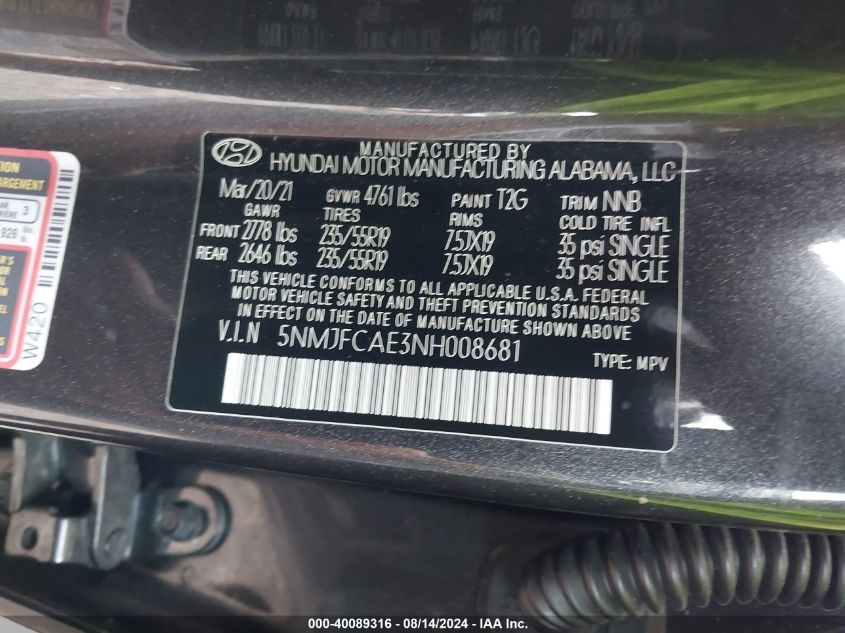 MANUFACTURED BY
HYUNDAI MOTOR MANUFACTURING ALABAMA, LLC
Mar/20/21 GVWR 4761 lbs PAINT T2G TRIM NNB
GAWR TIRES RIMS COLD TIRE INFL
FRONT 2778 lbs 235/55R19 7.5JX19 35 psi SINGLE
REAR 2646 lbs 235/55R19 7.5JX19 35 psi SINGLE
THIS VEHICLE CONFORMS TO ALL APPLICABLE U.S.A. FEDERAL
MOTOR VEHICLE SAFETY AND THEFT PREVENTION STANDARDS
IN EFFECT ON THE DATE OF MANUFACTURE SHOWN ABOVE
V.I.N 5NMJFCAE3NH008681
TYPE: MPV
3
926
W420
000-40089316 - 08/14/2024 - IAA Inc.